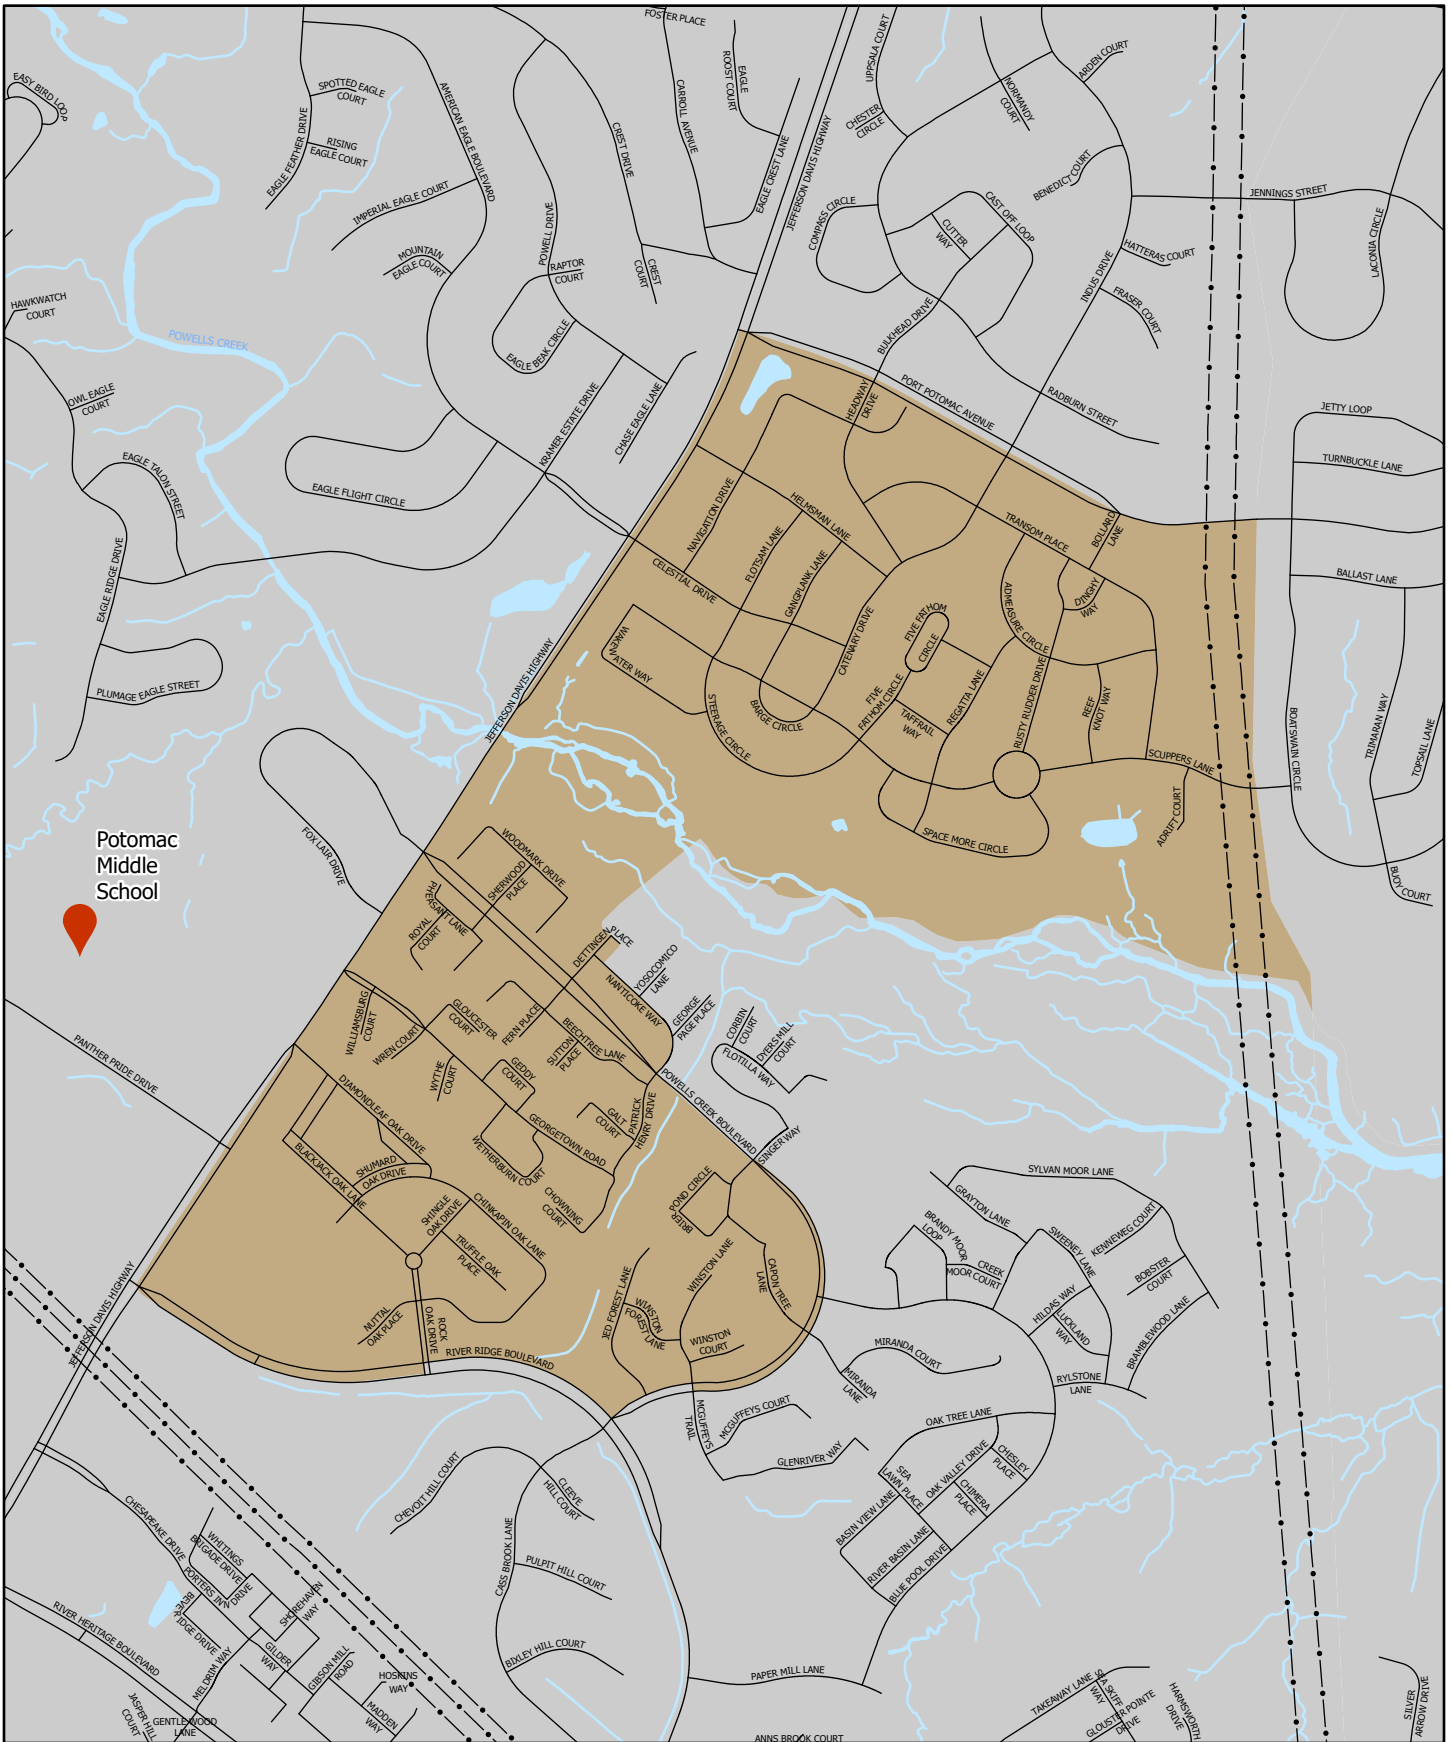 FOSTER PLACE
EASY BIRD LOOP
SPOTTED EAGLE
COURT
RISING
EAGLE COURT
EAGLE FEATHER DRIVE
AMERICAN EAGLE BOULEVARD
IMPERIAL EAGLE COURT
MOUNTAIN
EAGLE COURT
CREST DRIVE
CARROLL AVENUE
EAGLE
ROOST COURT
EAGLE CREST LANE
JEFFERSON DAVIS HIGHWAY
UPPSALA COURT
CHESTER
CIRCLE
NORMANDY
COURT
ARDEN COURT
BENEDICT COURT
JENNINGS STREET
LACONIA CIRCLE
COMPASS CIRCLE
CUTTER
WAY
CAST OFF LOOP
HATTERAS COURT
FRASER COURT
INDUS DRIVE
POWELL DRIVE
RAPTOR
COURT
CREST
COURT
EAGLE BEAK CIRCLE
HAWKWATCH
COURT
POWELLS CREEK
BULKHEAD DRIVE
PORT POTOMAC AVENUE
RADBURN STREET
HEADWAY
DRIVE
OWL EAGLE
COURT
KRAMER ESTATE DRIVE
CHASE EAGLE LANE
JETTY LOOP
TURNBUCKLE LANE
EAGLE TALON STREET
EAGLE FLIGHT CIRCLE
NAVIGATION DRIVE
HELMSMAN LANE
FLOTSAM LANE
GANGPLANK LANE
TRANSOM PLACE
BOLLARD
LANE
EAGLE RIDGE DRIVE
CELESTIAL DRIVE
DINGHY
WAY
BALLAST LANE
ADMEASURE CIRCLE
FIVE FATHOM
CIRCLE
WAKEN
ATER WAY
CATENARY DRIVE
PLUMAGE EAGLE STREET
JEFFERSON DAVIS HIGHWAY
STEERAGE CIRCLE
BARGE CIRCLE
FIVE
FATHOM CIRCLE
TAFFRAIL
WAY
REGATTA LANE
RUSTY RUDDER DRIVE
REEF
KNOT WAY
SCUPPERS LANE
BOATSWAIN CIRCLE
TRIMARAN WAY
TOPSAIL LANE
ADRIFT COURT
SPACE MORE CIRCLE
BUOY COURT
Potomac
Middle
School
FOX LAIR DRIVE
WOODMARK DRIVE
SHERWOOD
PLACE
PHEASANT LANE
ROYAL
COURT
DETTINGEN PLACE
YOSOCOMICO
LANE
NANTICOKE WAY
GEORGE
PAGE PLACE
WILLIAMSBURG
COURT
WREN COURT
GLOUCESTER
COURT
FERN PLACE
BEECHTREE LANE
SUTTON
PLACE
CORBIN
COURT
DYERS MILL
COURT
FLOTILLA WAY
PANTHER PRIDE DRIVE
WYTHE
COURT
GEDDY
COURT
POWELLS CREEK BOULEVARD
DIAMONDLEAF OAK DRIVE
GALT
COURT
PATRICK
HENRY DRIVE
GEORGETOWN ROAD
WETHERBURN COURT
SINGER WAY
BLACKJACK OAK LANE
SHUMARD
OAK DRIVE
CHOWNING
COURT
BRIER
POND CIRCLE
SHINGLE
OAK DRIVE
CHINKAPIN OAK LANE
TRUFFLE OAK
PLACE
SYLVAN MOOR LANE
GRAYTON LANE
BRANDY MOOR
LOOP
CREEK
MOOR COURT
SWEENEY LANE
KENNEWEG COURT
BOBSTER
COURT
WINSTON LANE
CAPON TREE
LANE
JED FOREST LANE
WINSTON
FOREST LANE
WINSTON
COURT
HILDAS WAY
LUCKLAND
WAY
BRAMBLEWOOD LANE
JEFFERSON DAVIS HIGHWAY
NUTTAL
OAK PLACE
ROCK
OAK DRIVE
RIVER RIDGE BOULEVARD
MIRANDA COURT
MIRANDA
LANE
RYLSTONE
LANE
MCGUFFEYS
TRAIL
MCGUFFEYS COURT
GLENRIVER WAY
OAK TREE LANE
CHEVOIT HILL COURT
CLEEVE
HILL COURT
SEA
LAWN PLACE
OAK VALLEY DRIVE
CHESLEY
PLACE
CHIMERA
PLACE
BASIN VIEW LANE
RIVER BASIN LANE
BLUE POOL DRIVE
CHESAPEAKE DRIVE
WHITINGS
BRIGADE DRIVE
PORTERS INN
DRIVE
SHOREHAVEN
WAY
CASS BROOK LANE
PULPIT HILL COURT
RIVER HERITAGE BOULEVARD
GILDER
WAY
GIBSON MILL
ROAD
MELDRIM WAY
HOSKINS
WAY
MADDEN
WAY
BIXLEY HILL COURT
PAPER MILL LANE
JASPER HILL
COURT
GENTLEWOOD
LANE
ANNS BROOK COURT
TAKEAWAY LANE
SEA SKIFF
WAY
GLOUSTER POINTE
DRIVE
HARMSWORTH
DRIVE
SILVER
ARROW DRIVE